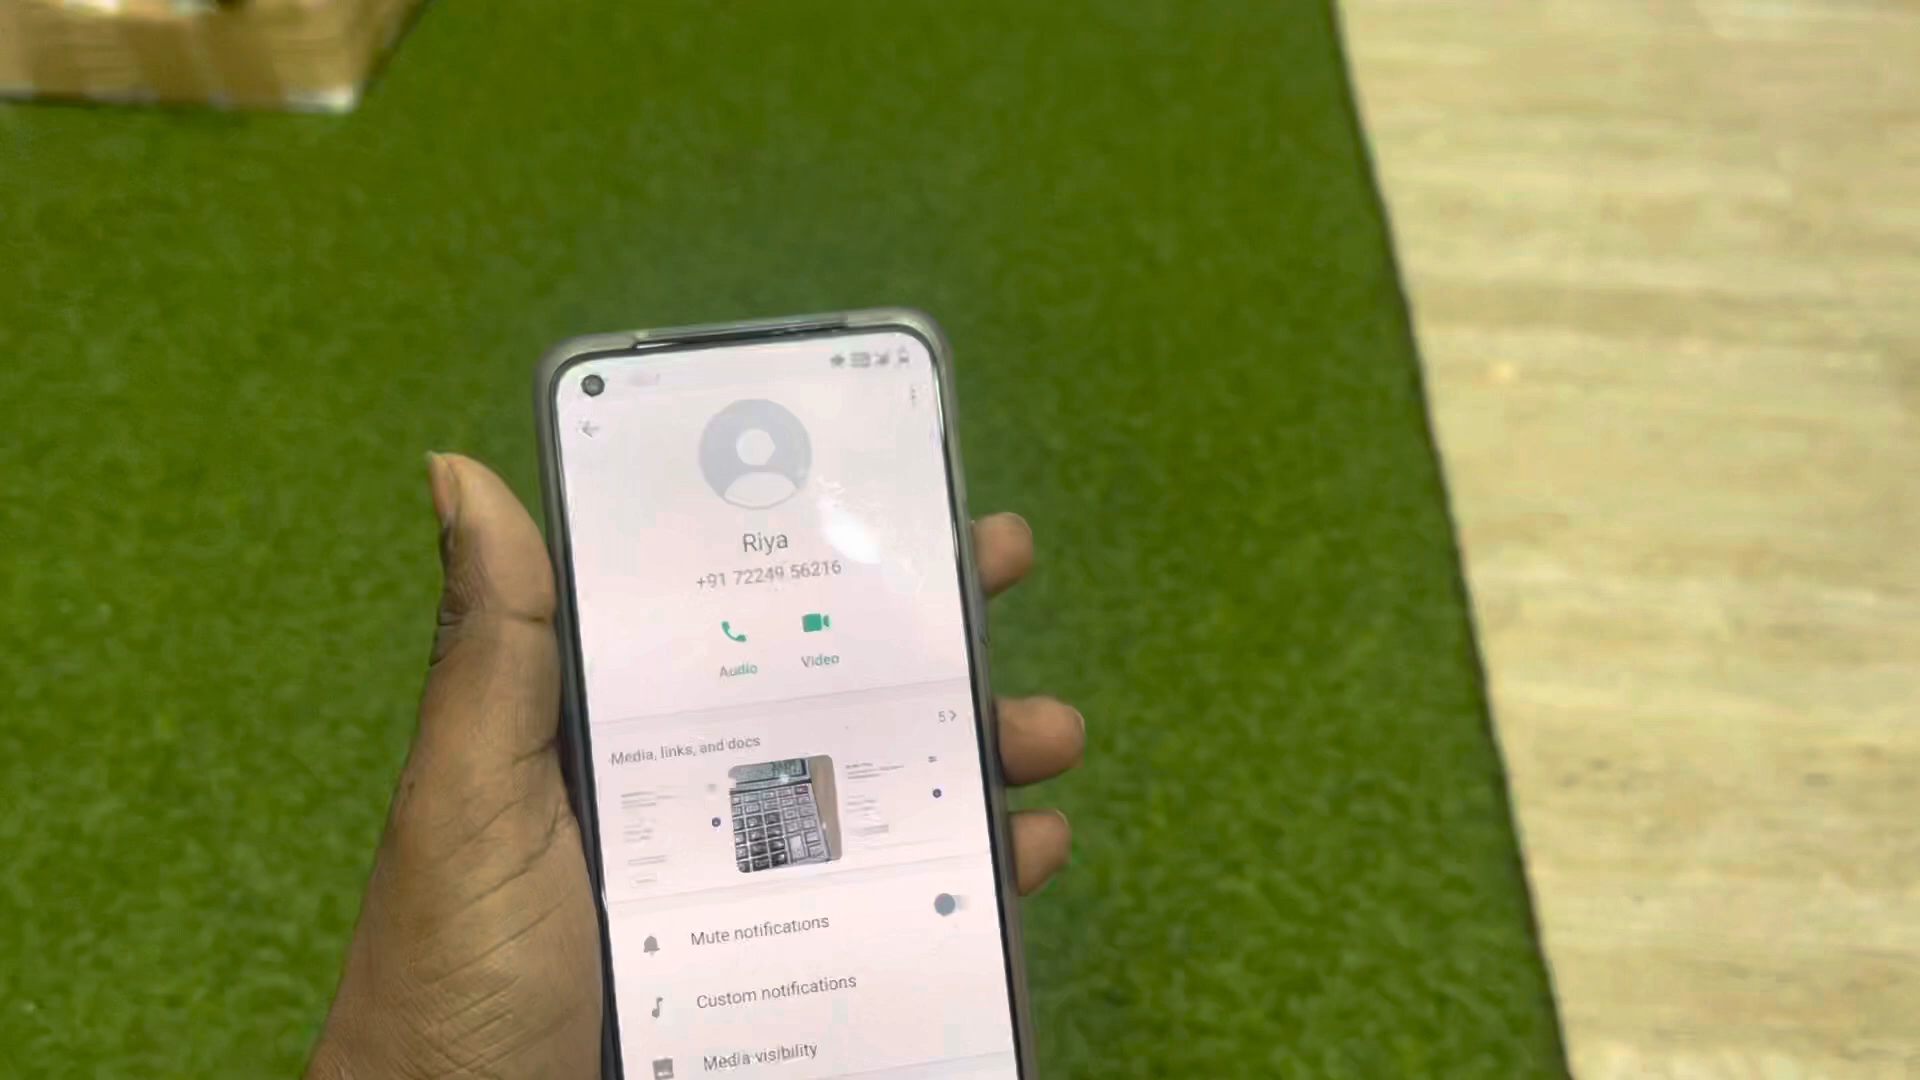 Riya
+91 72249 56216
Audio Video
5
Media, links, and docs
Mute notifications
Custom notifications
Media visibility